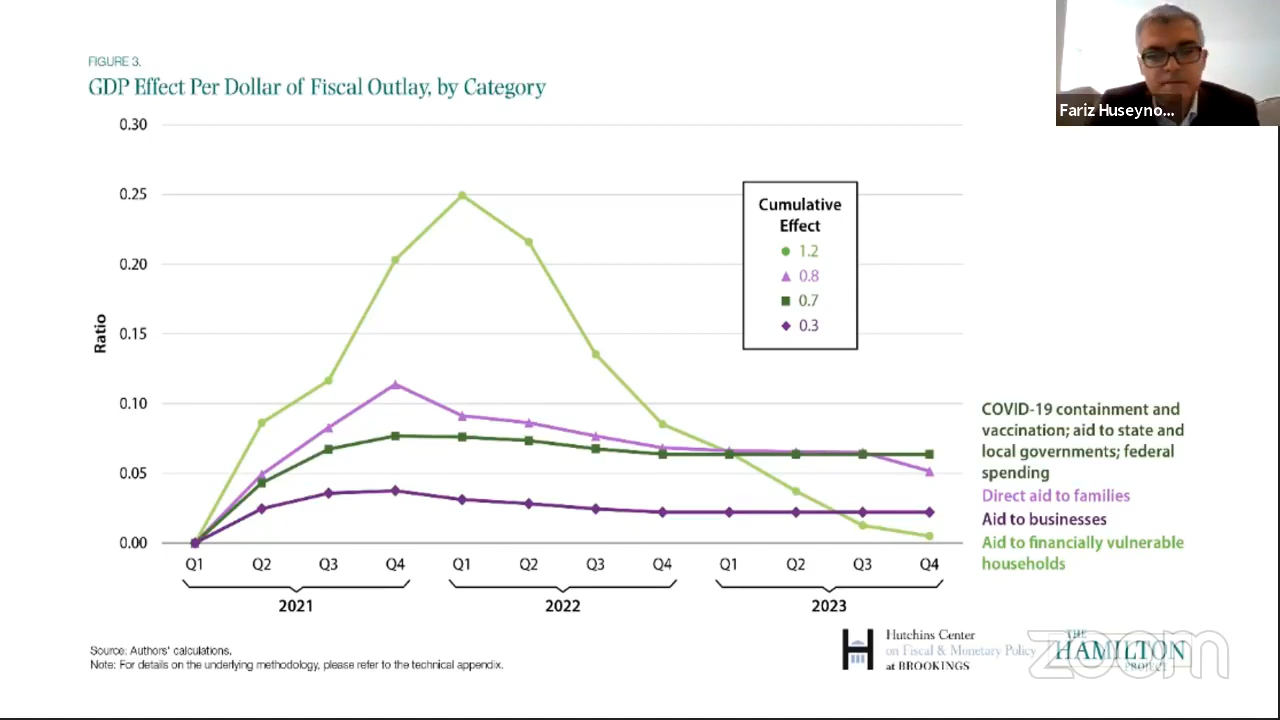 Fariz Huseyno...
FIGURE 3.
GDP Effect Per Dollar of Fiscal Outlay, by Category
0.30
0.25
0.20
0.15
0.10
0.05
0.00
Ratio
Cumulative
Effect
1.2
0.8
0.7
0.3
COVID-19 containment and
vaccination; aid to state and
local governments; federal
spending
Direct aid to families
Aid to businesses
Aid to financially vulnerable
households
Q1 Q2 Q3 Q4 Q1 Q2 Q3 Q4 Q1 Q2 Q3 Q4
2021 2022 2023
Source: Authors' calculations.
Note: For details on the underlying methodology, please refer to the technical appendix.
Hutchins Center
on Fiscal & Monetary Policy
at BROOKINGS
THE
HAMILTON
PROJECT
zoom